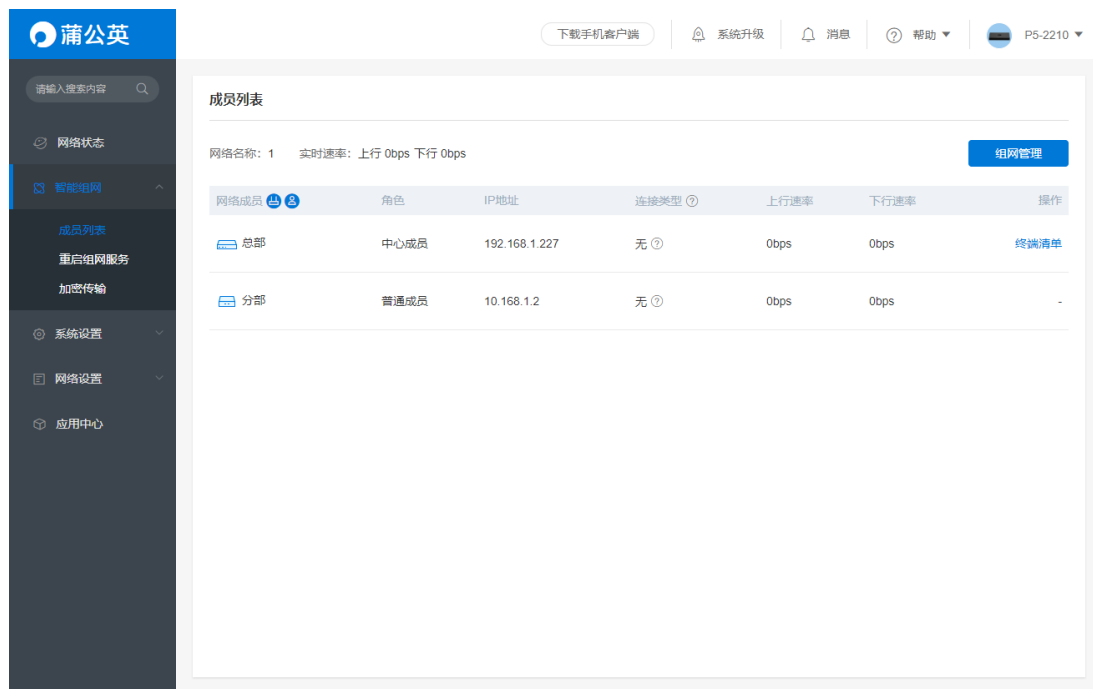 蒲公英
下载手机客户端 系统升级 消息 帮助 P5-2210
请输入搜索内容
网络状态
智能组网
成员列表
重启组网服务
加密传输
系统设置
网络设置
应用中心
成员列表
网络名称：1 实时速率：上行 0bps 下行 0bps
组网管理
网络成员 角色 IP地址 连接类型 上行速率 下行速率 操作
总部 中心成员 192.168.1.227 无 0bps 0bps 终端清单
分部 普通成员 10.168.1.2 无 0bps 0bps -